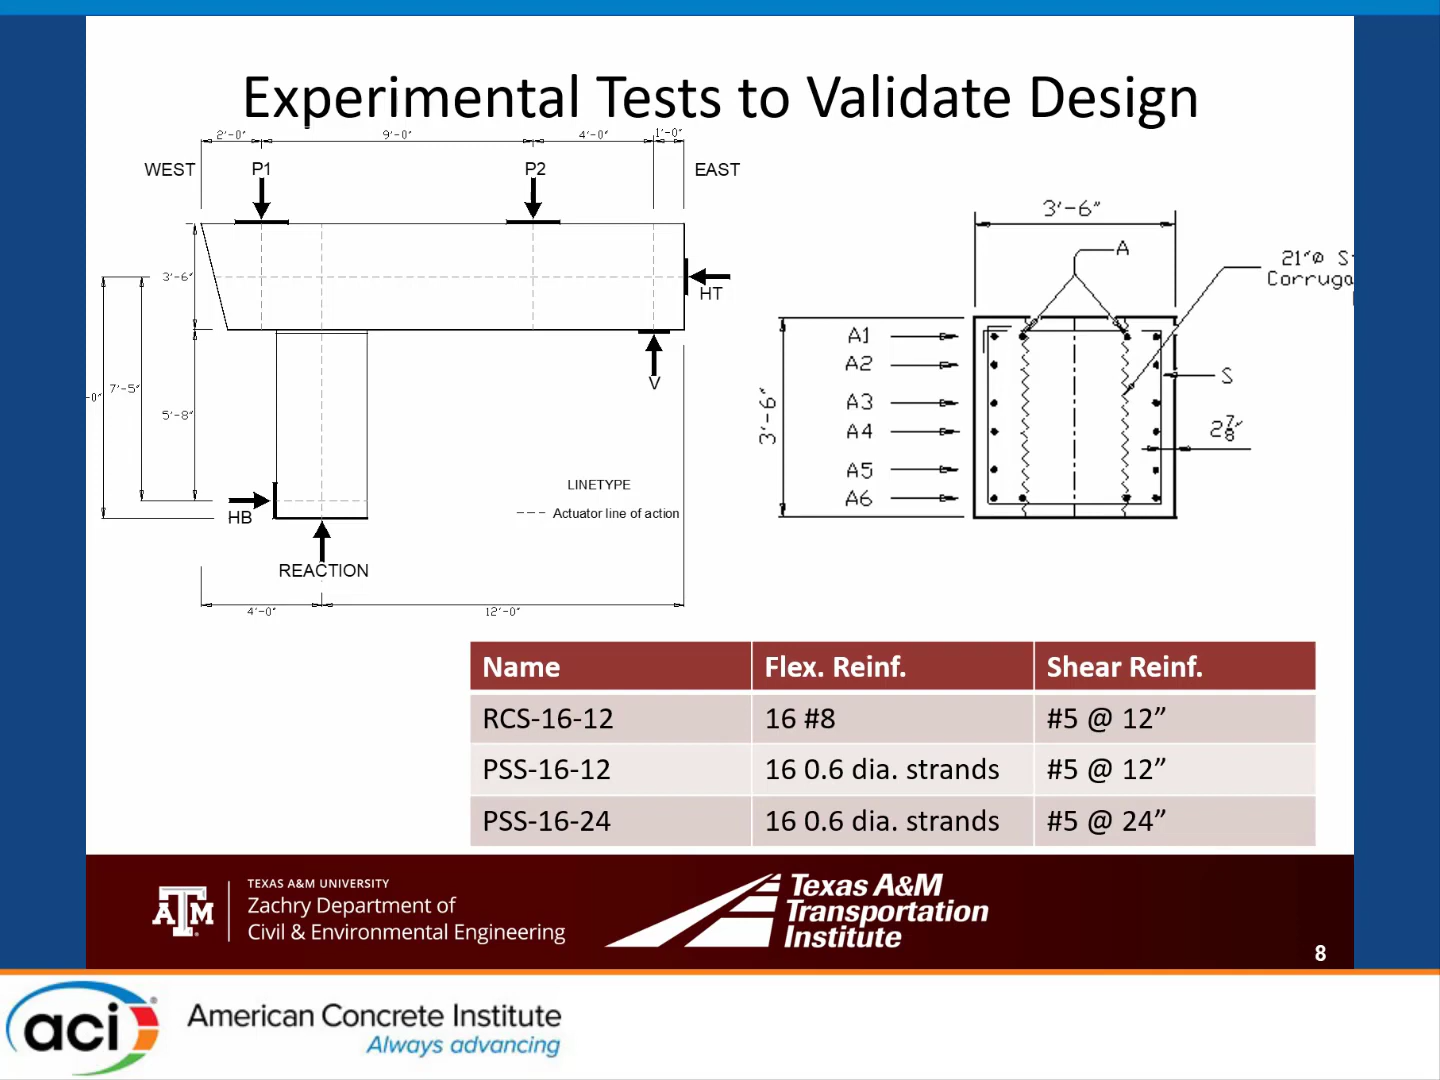 Experimental Tests to Validate Design
2'-0" 9'-0" 4'-0" 1'-0"
WEST P1 P2 EAST
3'-6"
HT
7'-5"
-0"
5'-8"
V
HB
LINETYPE
Actuator line of action
REACTION
4'-0" 12'-0"
3'-6"
A
21"ø S
Corruga
A1
A2
A3
A4
A5
A6
S
3'-6"
2⅞"
Name Flex. Reinf. Shear Reinf.
RCS-16-12 16 #8 #5 @ 12”
PSS-16-12 16 0.6 dia. strands #5 @ 12”
PSS-16-24 16 0.6 dia. strands #5 @ 24”
ATM
TEXAS A&M UNIVERSITY
Zachry Department of
Civil & Environmental Engineering
Texas A&M
Transportation
Institute
8
aci
American Concrete Institute
Always advancing